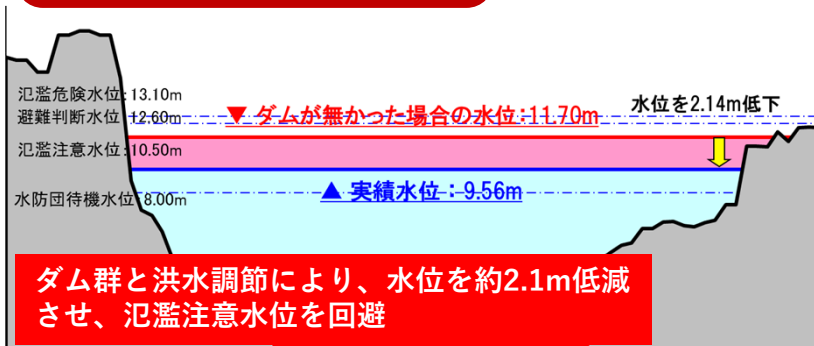 氾濫危険水位:13.10m
避難判断水位:12.60m
▼ ダムが無かった場合の水位:11.70m
水位を2.14m低下
氾濫注意水位:10.50m
水防団待機水位:8.00m
▲ 実績水位:9.56m
ダム群と洪水調節により、水位を約2.1m低減
させ、氾濫注意水位を回避